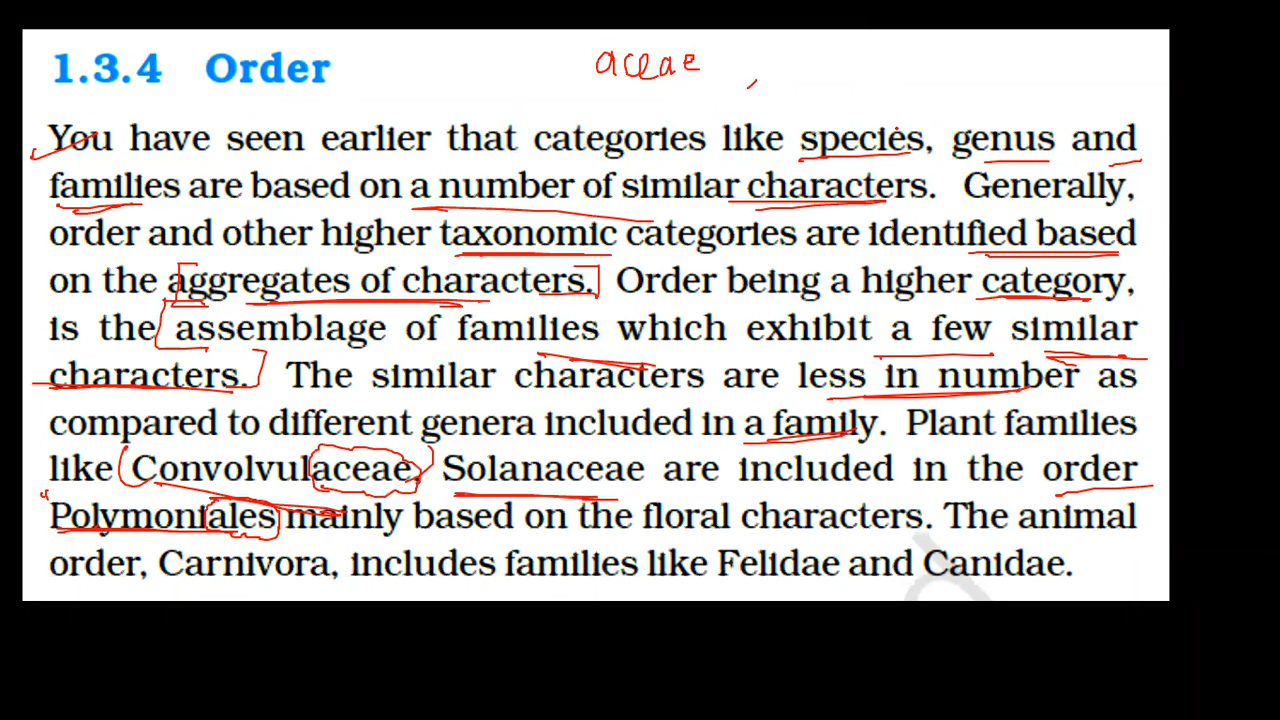 1.3.4 Order
aceae ,
You have seen earlier that categories like species, genus and
families are based on a number of similar characters. Generally,
order and other higher taxonomic categories are identified based
on the aggregates of characters. Order being a higher category,
is the assemblage of families which exhibit a few similar
characters. The similar characters are less in number as
compared to different genera included in a family. Plant families
like Convolvulaceae, Solanaceae are included in the order
Polymoniales mainly based on the floral characters. The animal
order, Carnivora, includes families like Felidae and Canidae.